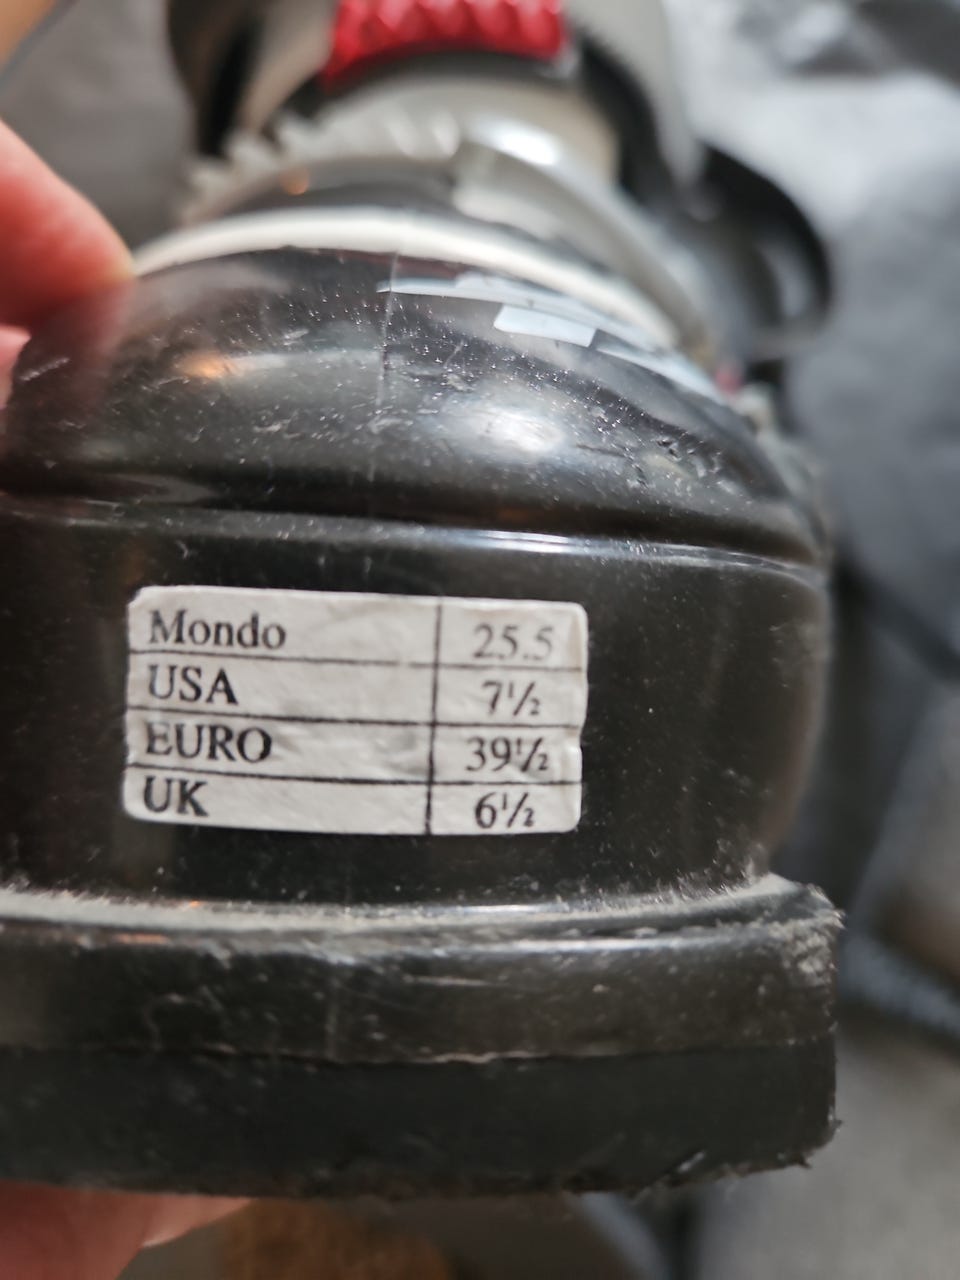 Mondo 25.5
USA 7½
EURO 39½
UK 6½